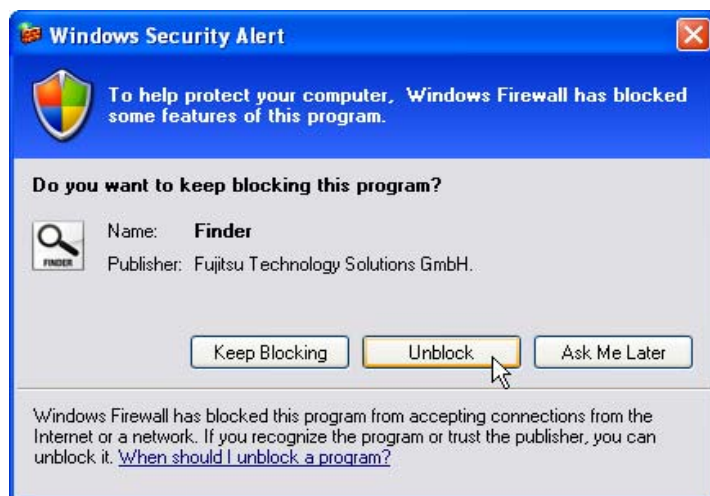 Windows Security Alert
To help protect your computer, Windows Firewall has blocked
some features of this program.
Do you want to keep blocking this program?
Name: Finder
FINDER
Publisher: Fujitsu Technology Solutions GmbH.
Keep Blocking Unblock Ask Me Later
Windows Firewall has blocked this program from accepting connections from the
Internet or a network. If you recognize the program or trust the publisher, you can
unblock it. When should I unblock a program?